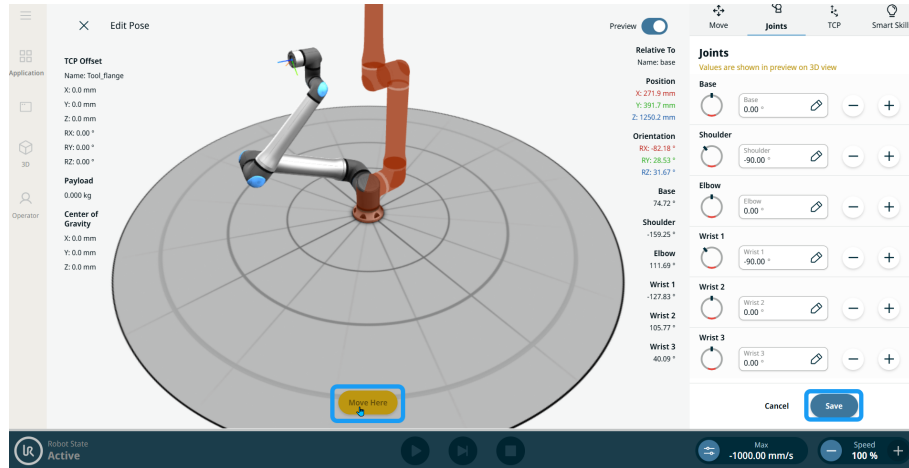 Edit Pose
Preview
Move
Joints
TCP
Smart Skill
Application
3D
Operator
TCP Offset
Name: Tool_flange
X: 0.0 mm
Y: 0.0 mm
Z: 0.0 mm
RX: 0.00 °
RY: 0.00 °
RZ: 0.00 °
Payload
0.000 kg
Center of
Gravity
X: 0.0 mm
Y: 0.0 mm
Z: 0.0 mm
Relative To
Name: base
Position
X: 271.9 mm
Y: 391.7 mm
Z: 1250.2 mm
Orientation
RX: -82.18 °
RY: 28.53 °
RZ: 31.67 °
Base
74.72 °
Shoulder
-159.25 °
Elbow
111.69 °
Wrist 1
-127.83 °
Wrist 2
105.77 °
Wrist 3
40.09 °
Joints
Values are shown in preview on 3D view
Base
Base
0.00 °
Shoulder
Shoulder
-90.00 °
Elbow
Elbow
0.00 °
Wrist 1
Wrist 1
-90.00 °
Wrist 2
Wrist 2
0.00 °
Wrist 3
Wrist 3
0.00 °
Move Here
Cancel
Save
UR
Robot State
Active
Max
-1000.00 mm/s
Speed
100 %